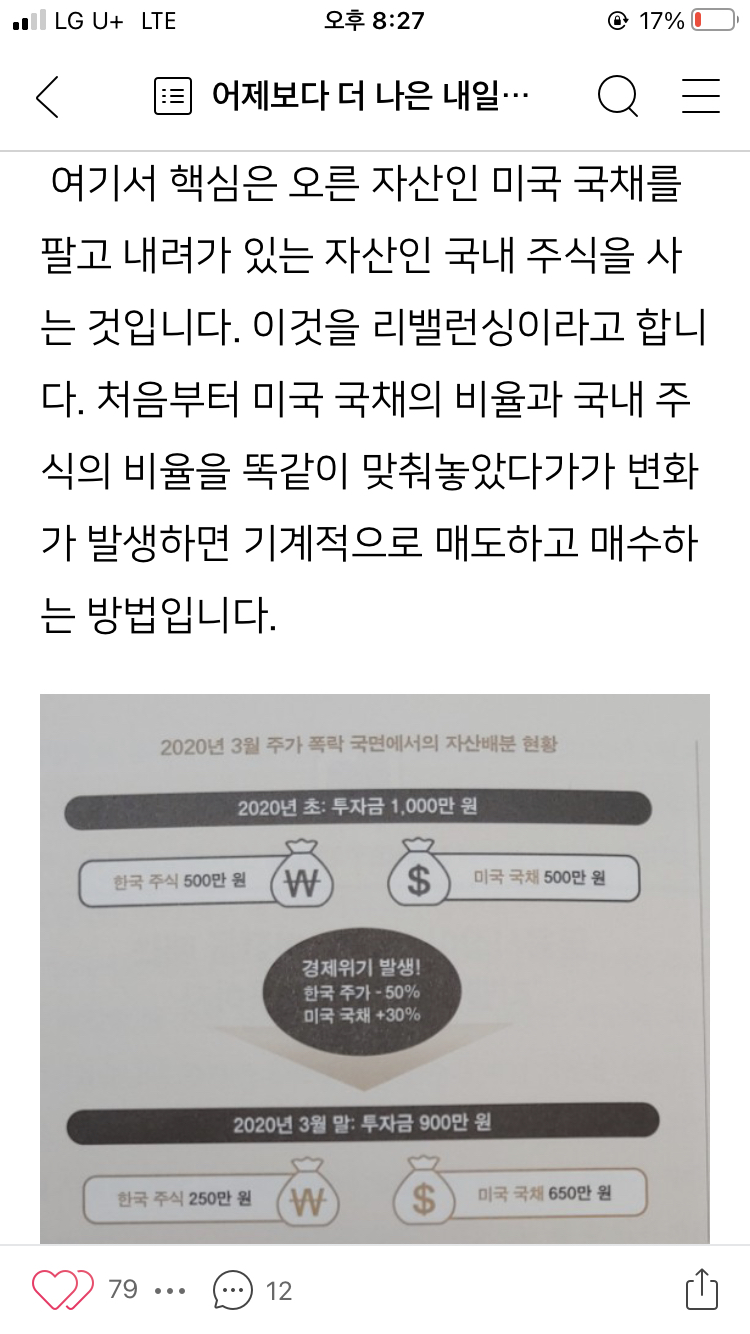 LG U+ LTE 오후 8:27 17%
어제보다 더 나은 내일…
여기서 핵심은 오른 자산인 미국 국채를
팔고 내려가 있는 자산인 국내 주식을 사
는 것입니다. 이것을 리밸런싱이라고 합니
다. 처음부터 미국 국채의 비율과 국내 주
식의 비율을 똑같이 맞춰놓았다가가 변화
가 발생하면 기계적으로 매도하고 매수하
는 방법입니다.
2020년 3월 주가 폭락 국면에서의 자산배분 현황
2020년 초: 투자금 1,000만 원
한국 주식 500만 원 ₩ $ 미국 국채 500만 원
경제위기 발생!
한국 주가 - 50%
미국 국채 +30%
2020년 3월 말: 투자금 900만 원
한국 주식 250만 원 ₩ $ 미국 국채 650만 원
79 12